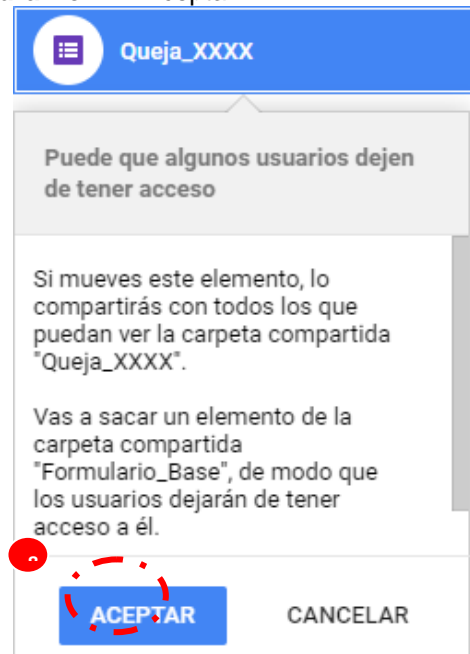 Queja_XXXX
Puede que algunos usuarios dejen
de tener acceso
Si mueves este elemento, lo
compartirás con todos los que
puedan ver la carpeta compartida
"Queja_XXXX".
Vas a sacar un elemento de la
carpeta compartida
"Formulario_Base", de modo que
los usuarios dejarán de tener
acceso a él.
ACEPTAR CANCELAR